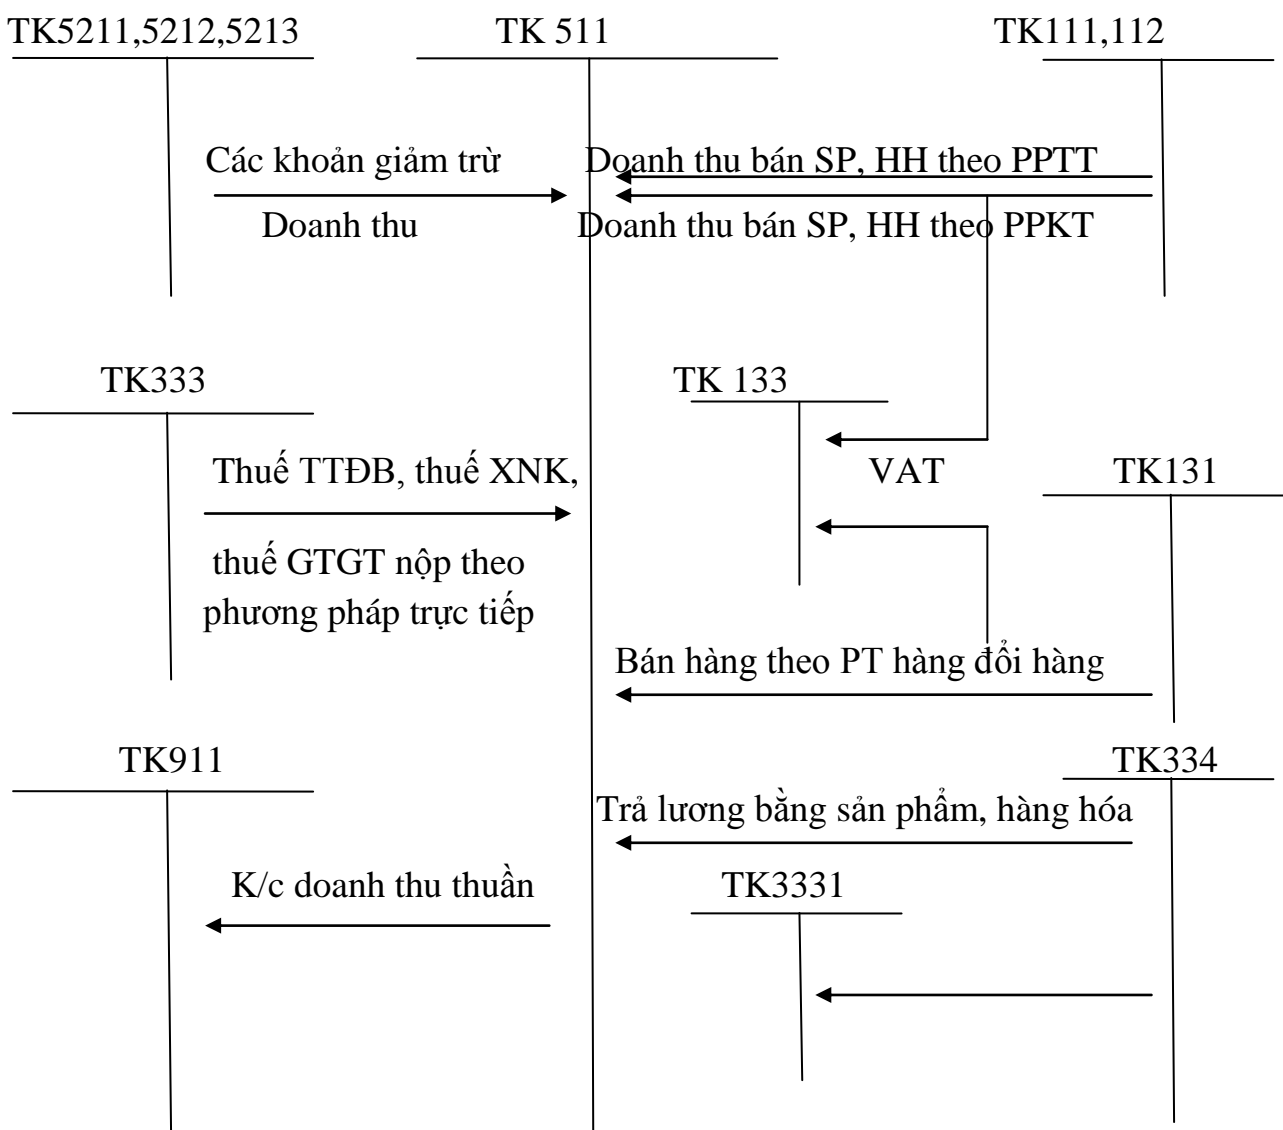 TK5211,5212,5213
TK 511
TK111,112
Các khoản giảm trừ
Doanh thu bán SP, HH theo PPTT
Doanh thu
Doanh thu bán SP, HH theo PPKT
TK333
TK 133
Thuế TTĐB, thuế XNK,
VAT
TK131
thuế GTGT nộp theo
phương pháp trực tiếp
Bán hàng theo PT hàng đổi hàng
TK911
TK334
Trả lương bằng sản phẩm, hàng hóa
K/c doanh thu thuần
TK3331